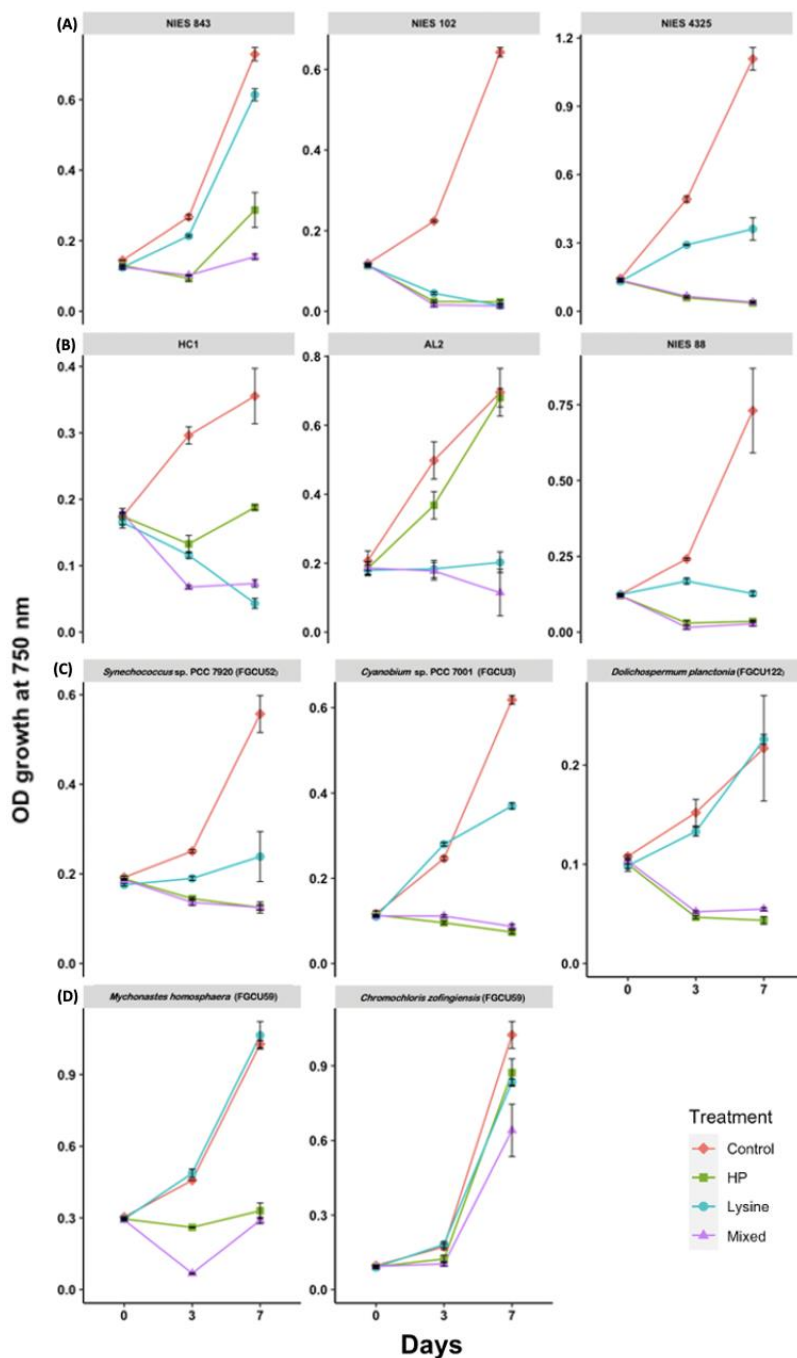 (A)
NIES 843
NIES 102
NIES 4325
0.6
0.4
0.2
0.0
0.6
0.4
0.2
0.0
1.2
0.9
0.6
0.3
0.0
(B)
HC1
AL2
NIES 88
0.4
0.3
0.2
0.1
0.0
0.8
0.6
0.4
0.2
0.0
0.75
0.50
0.25
0.00
OD growth at 750 nm
(C)
Synechococcus sp. PCC 7920 (FGCU52)
Cyanobium sp. PCC 7001 (FGCU3)
Dolichospermum planctonia (FGCU122)
0.6
0.4
0.2
0.0
0.6
0.4
0.2
0.0
0.2
0.1
0.0
0 3 7
(D)
Mychonastes homosphaera (FGCU59)
Chromochloris zofingiensis (FGCU59)
0.9
0.6
0.3
0.0
0.9
0.6
0.3
0.0
0 3 7
0 3 7
Days
Treatment
Control
HP
Lysine
Mixed